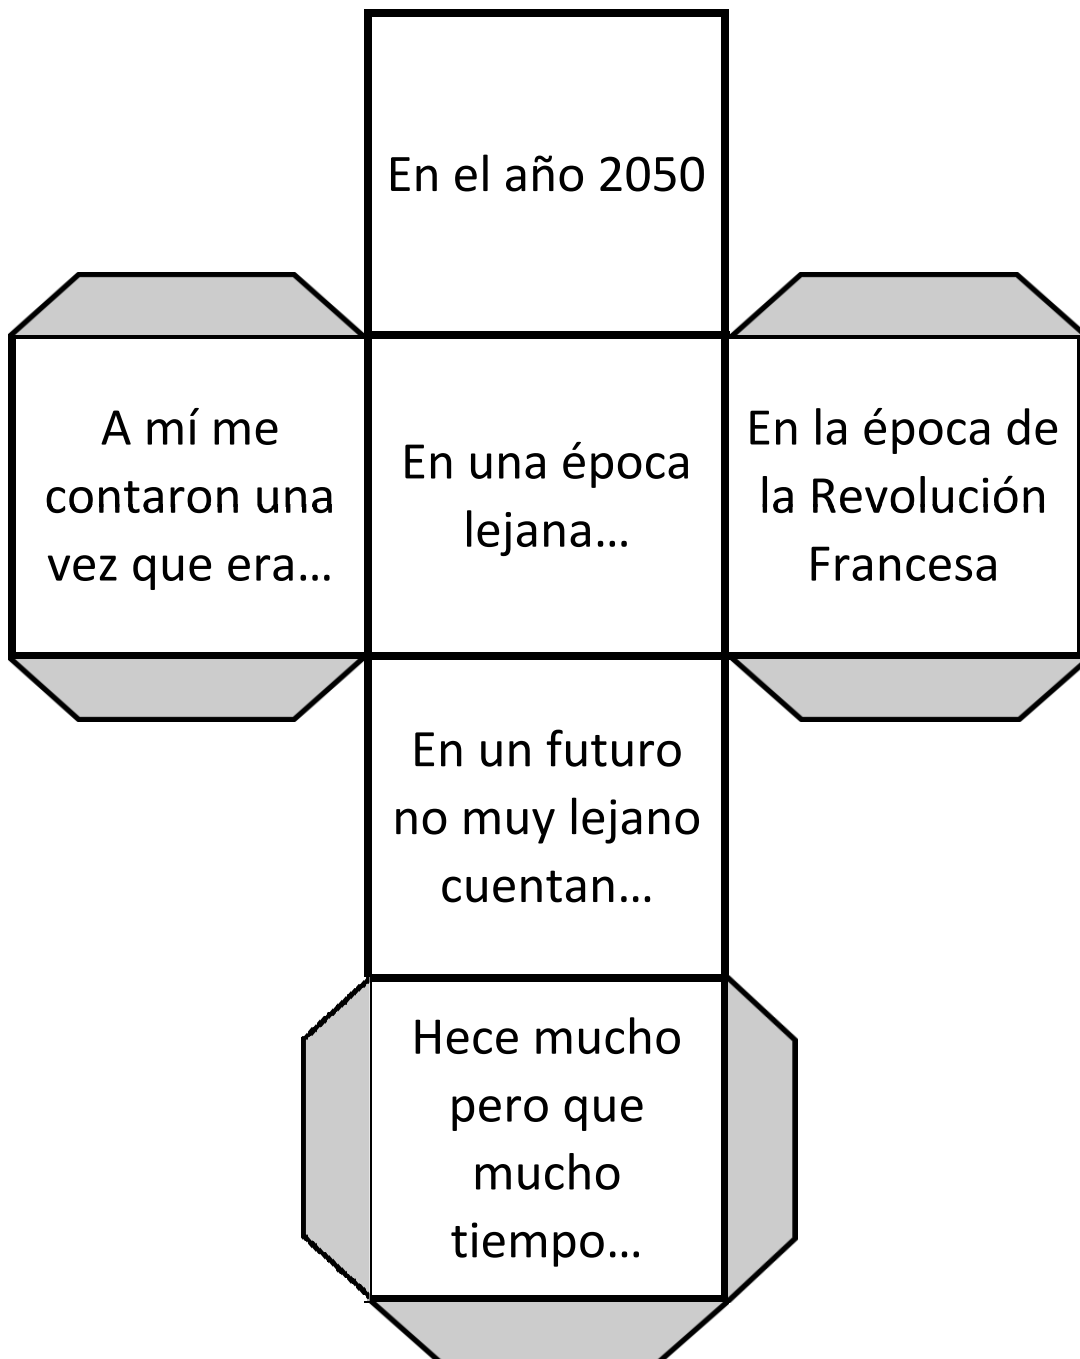 En el año 2050
A mí me
contaron una
vez que era...
En una época
lejana...
En la época de
la Revolución
Francesa
En un futuro
no muy lejano
cuentan...
Hece mucho
pero que
mucho
tiempo...